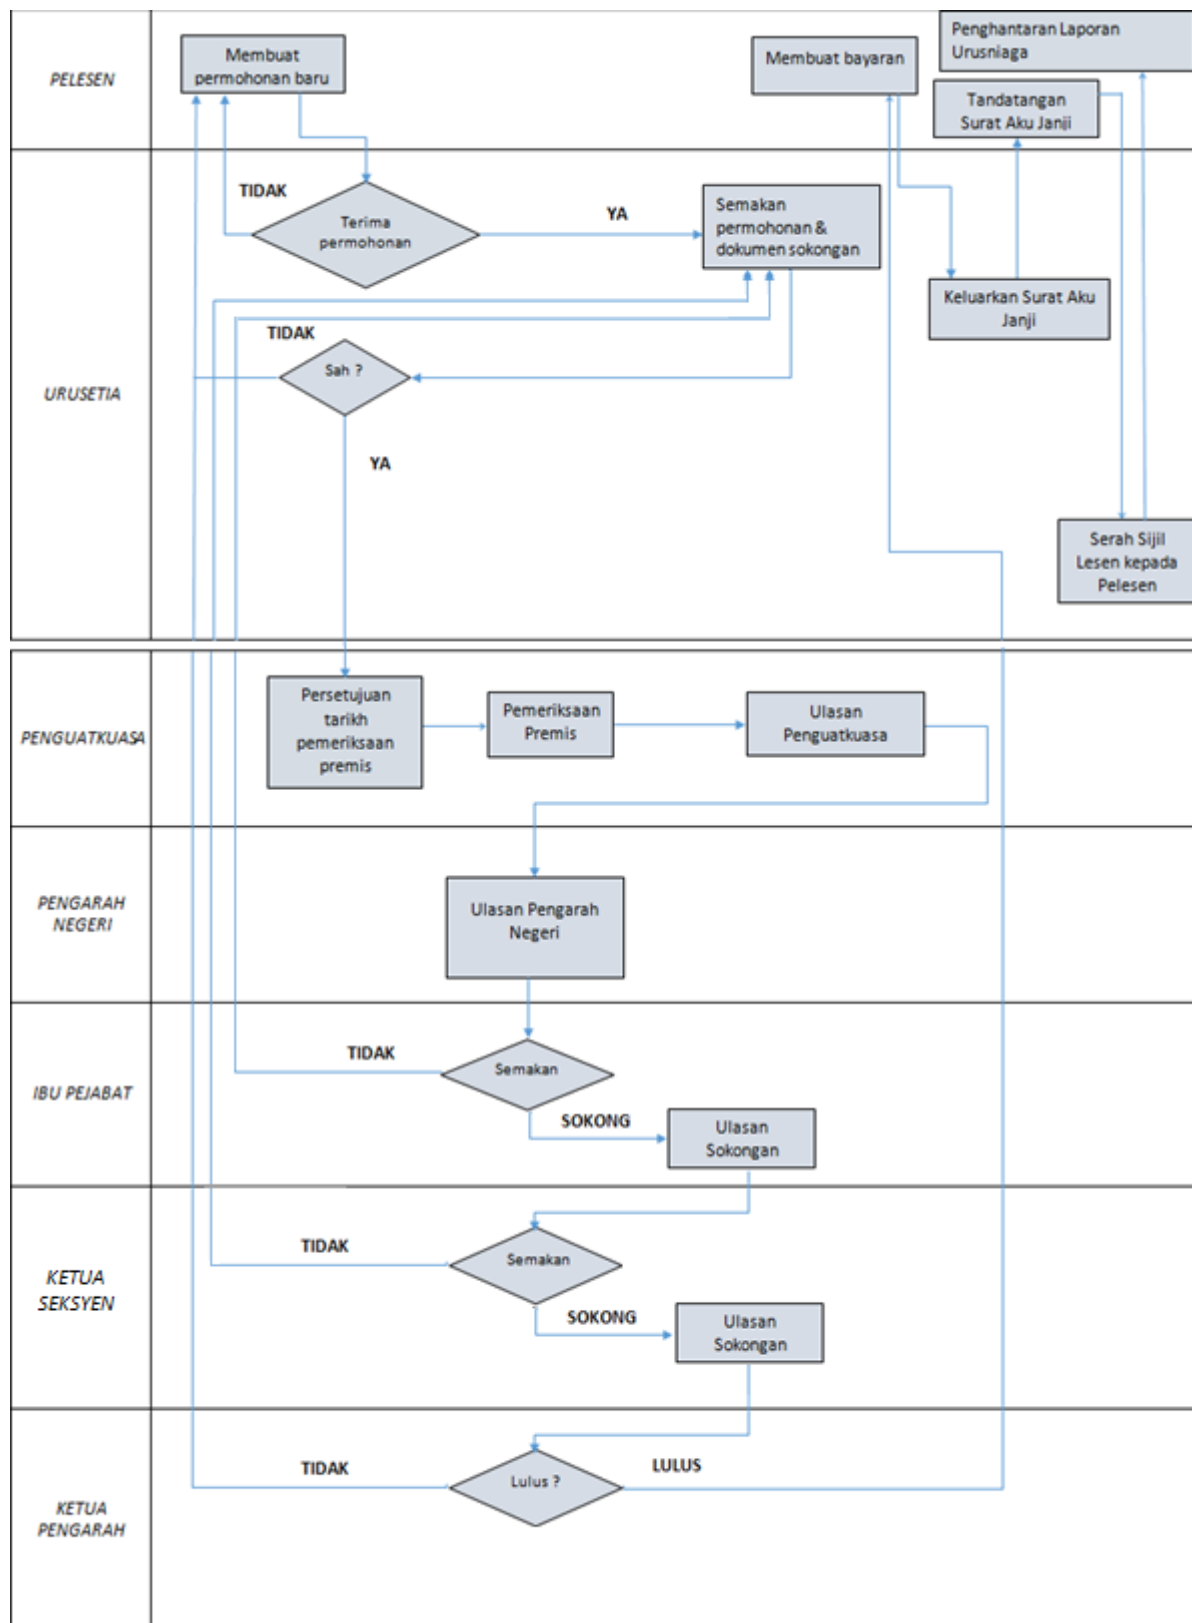 PELESEN
Membuat
permohonan baru
Membuat bayaran
Penghantaran Laporan
Urusniaga
Tandatangan
Surat Aku Janji
URUSETIA
TIDAK
Terima
permohonan
YA
Semakan
permohonan &
dokumen sokongan
Keluarkan Surat Aku
Janji
TIDAK
Sah ?
YA
Serah Sijil
Lesen kepada
Pelesen
PENGUATKUASA
Persetujuan
tarikh
pemeriksaan
premis
Pemeriksaan
Premis
Ulasan
Penguatkuasa
PENGARAH
NEGERI
Ulasan Pengarah
Negeri
IBU PEJABAT
TIDAK
Semakan
SOKONG
Ulasan
Sokongan
KETUA
SEKSYEN
TIDAK
Semakan
SOKONG
Ulasan
Sokongan
KETUA
PENGARAH
TIDAK
Lulus ?
LULUS